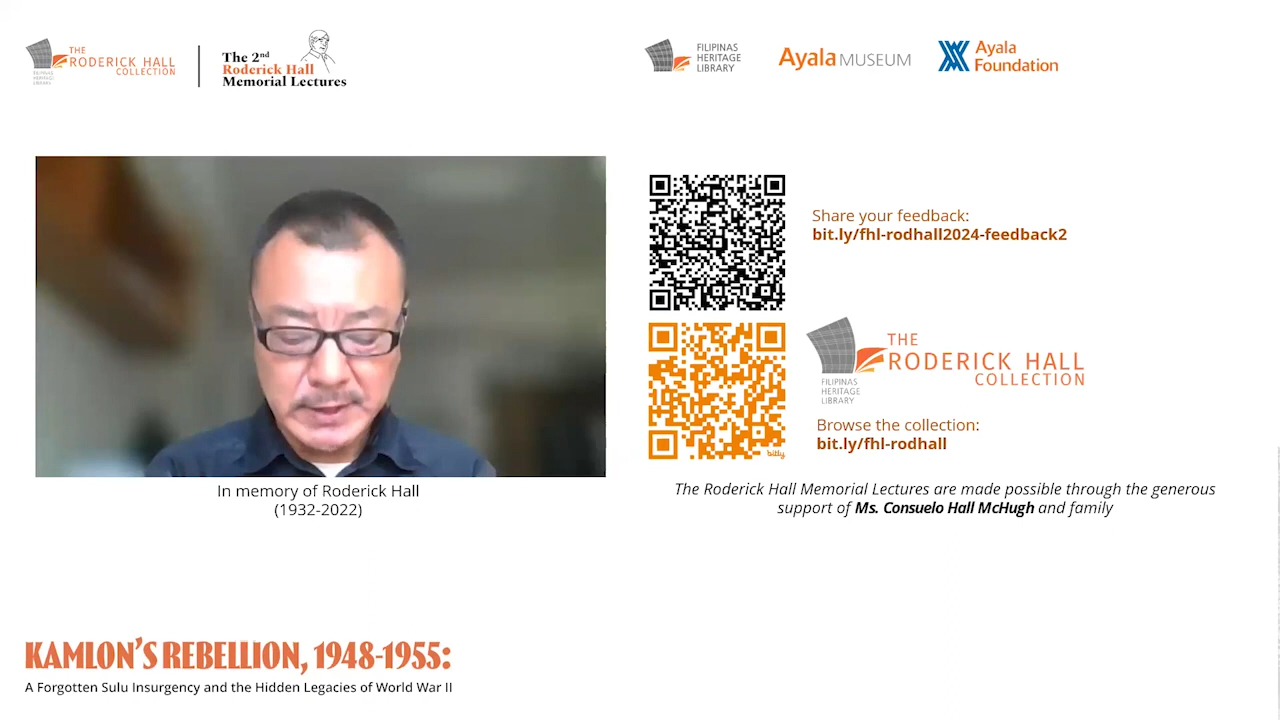 THE
RODERICK HALL
COLLECTION
FILIPINAS
HERITAGE
LIBRARY
The 2nd
Roderick Hall
Memorial Lectures
FILIPINAS
HERITAGE
LIBRARY
Ayala MUSEUM
Ayala
Foundation
Share your feedback:
bit.ly/fhl-rodhall2024-feedback2
THE
RODERICK HALL
COLLECTION
FILIPINAS
HERITAGE
LIBRARY
Browse the collection:
bit.ly/fhl-rodhall
bitly
In memory of Roderick Hall
(1932-2022)
The Roderick Hall Memorial Lectures are made possible through the generous
support of Ms. Consuelo Hall McHugh and family
KAMLON'S REBELLION, 1948-1955:
A Forgotten Sulu Insurgency and the Hidden Legacies of World War II